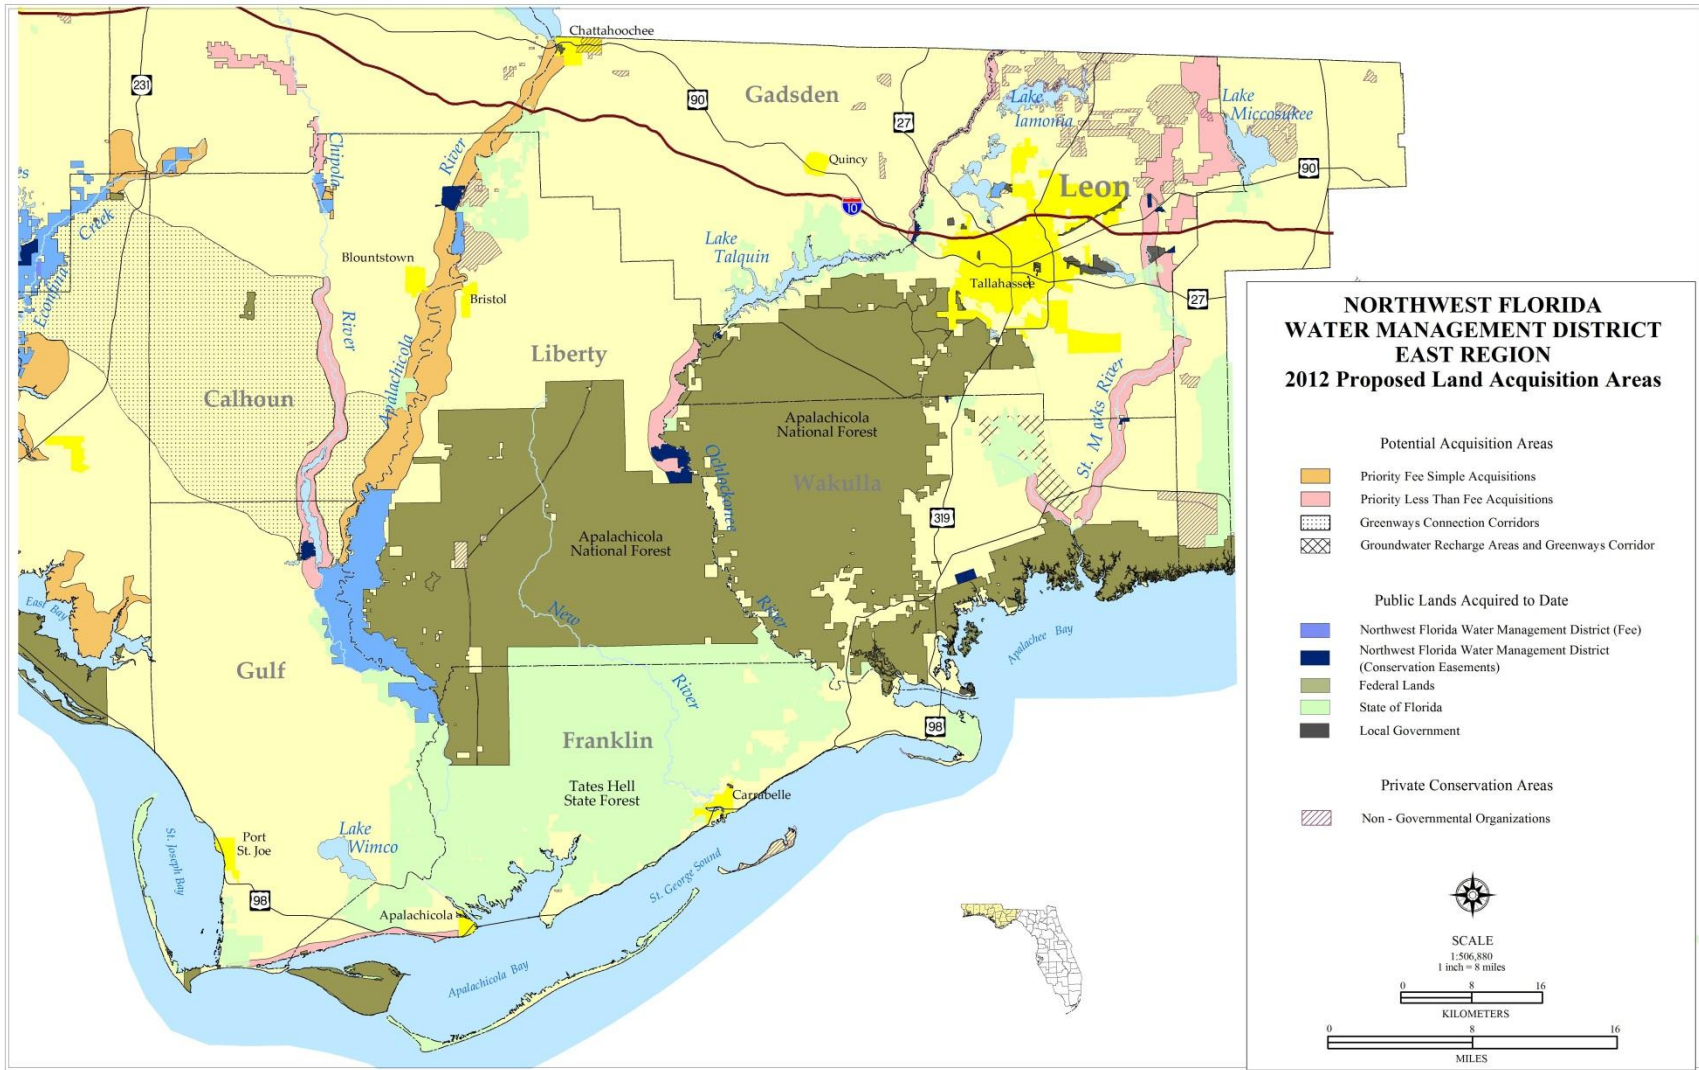 Chattahoochee
231
Gadsden
90
27
Lake
Iamonia
Lake
Miccosukee
River
Chipola
Quincy
Leon
90
10
Creek
Econfina
Blountstown
Lake
Talquin
Bristol
Tallahassee
27
River
Liberty
Apalachicola
Calhoun
Apalachicola
National Forest
St. Marks River
Ochlockonee
Wakulla
319
Apalachicola
National Forest
East Bay
New
River
Apalachee Bay
Gulf
River
98
Franklin
Tates Hell
State Forest
Carrabelle
Lake
Wimco
Port
St. Joe
St. Joseph Bay
St. George Sound
98
Apalachicola
Apalachicola Bay
NORTHWEST FLORIDA
WATER MANAGEMENT DISTRICT
EAST REGION
2012 Proposed Land Acquisition Areas
Potential Acquisition Areas
Priority Fee Simple Acquisitions
Priority Less Than Fee Acquisitions
Greenways Connection Corridors
Groundwater Recharge Areas and Greenways Corridor
Public Lands Acquired to Date
Northwest Florida Water Management District (Fee)
Northwest Florida Water Management District
(Conservation Easements)
Federal Lands
State of Florida
Local Government
Private Conservation Areas
Non - Governmental Organizations
SCALE
1:506,880
1 inch = 8 miles
0 8 16
KILOMETERS
0 8 16
MILES